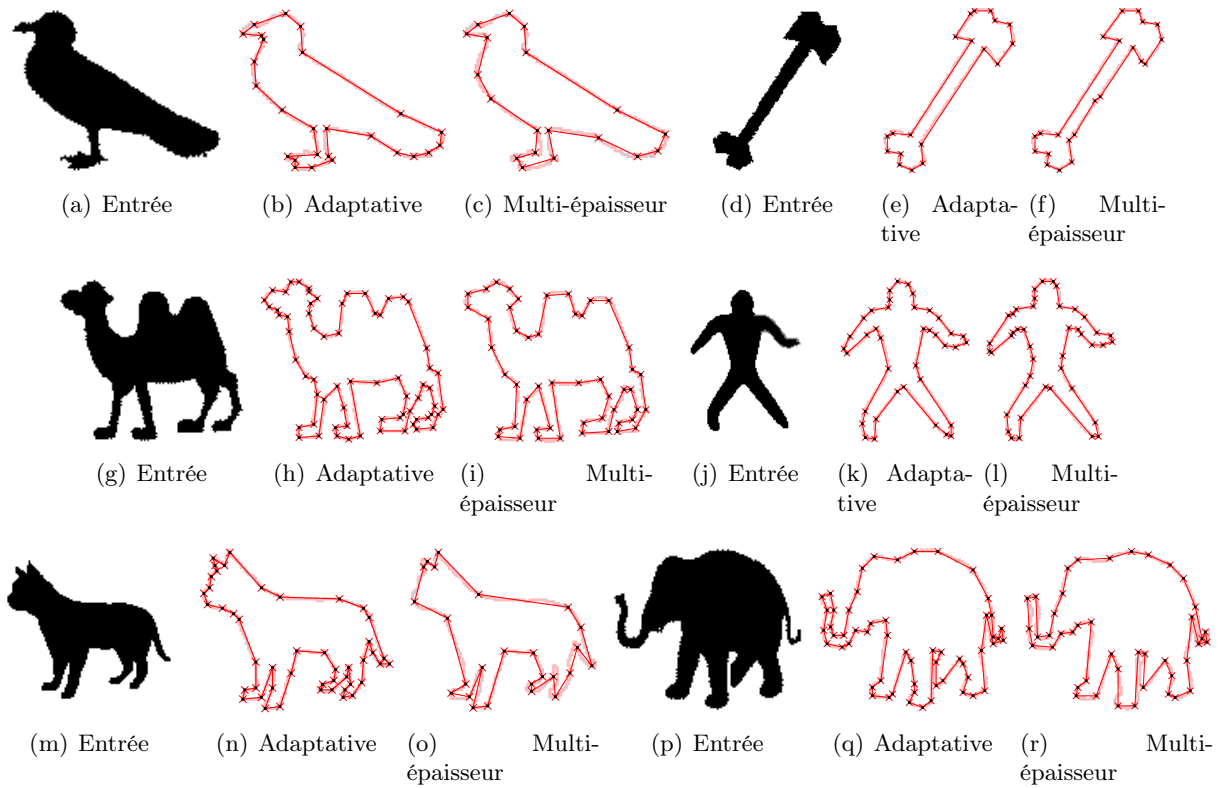 (a) Entrée
(b) Adaptative
(c) Multi-épaisseur
(d) Entrée
(e) Adapta-
tive
(f) Multi-
épaisseur
(g) Entrée
(h) Adaptative
(i) Multi-
épaisseur
(j) Entrée
(k) Adapta-
tive
(l) Multi-
épaisseur
(m) Entrée
(n) Adaptative
(o) Multi-
épaisseur
(p) Entrée
(q) Adaptative
(r) Multi-
épaisseur